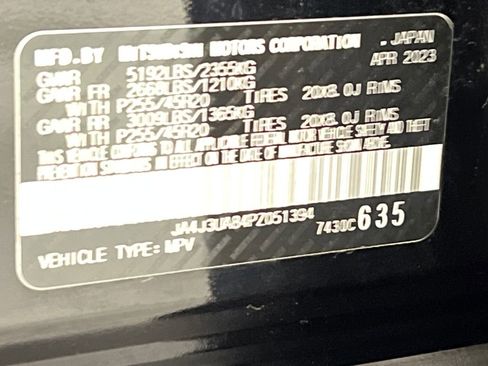 MFD.BY MITSUBISHI MOTORS CORPORATION . JAPAN
GVWR 5192LBS/2355KG APR 2023
GAWR FR 2668LBS/1210KG
WITH P255/45R20 TIRES 20x8.0J RIMS
GAWR RR 3009LBS/1365KG
WITH P255/45R20 TIRES 20x8.0J RIMS
THIS VEHICLE CONFORMS TO ALL APPLICABLE FEDERAL MOTOR VEHICLE SAFETY AND THEFT
PREVENTION STANDARDS IN EFFECT ON THE DATE OF MANUFACTURE SHOWN ABOVE.
JA4J3UA84PZ051394 7430C635
VEHICLE TYPE: MPV